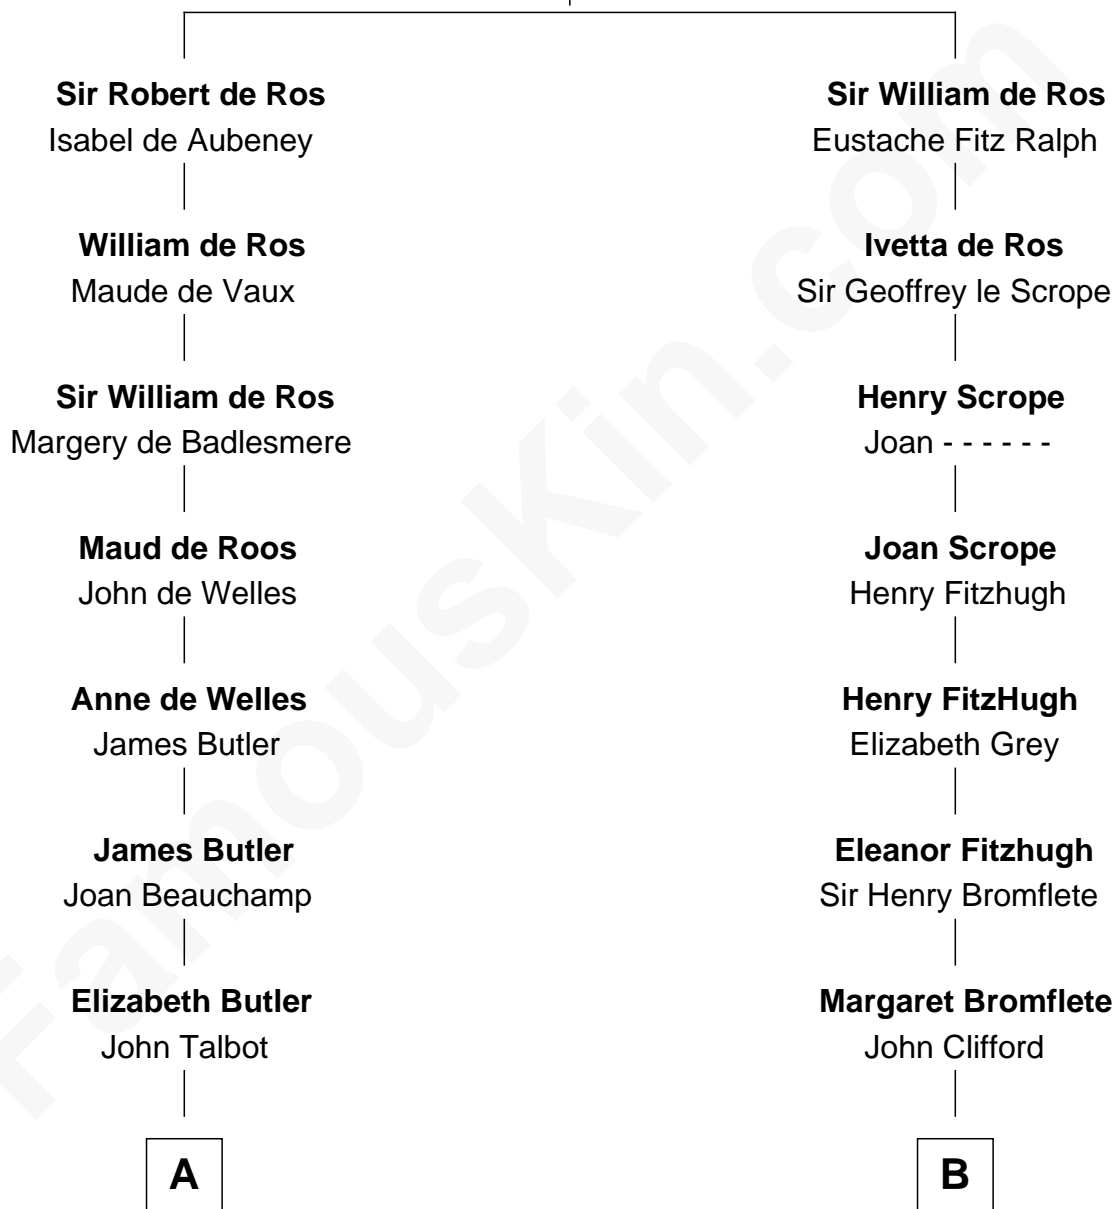 Sir Robert de Ros
Isabel de Aubeney
William de Ros
Maude de Vaux
Sir William de Ros
Margery de Badlesmere
Maud de Roos
John de Welles
Anne de Welles
James Butler
James Butler
Joan Beauchamp
Elizabeth Butler
John Talbot
A
Sir William de Ros
Eustache Fitz Ralph
Ivetta de Ros
Sir Geoffrey le Scrope
Henry Scrope
Joan - - - - - -
Joan Scrope
Henry Fitzhugh
Henry FitzHugh
Elizabeth Grey
Eleanor Fitzhugh
Sir Henry Bromflete
Margaret Bromflete
John Clifford
B
FamousKin.com